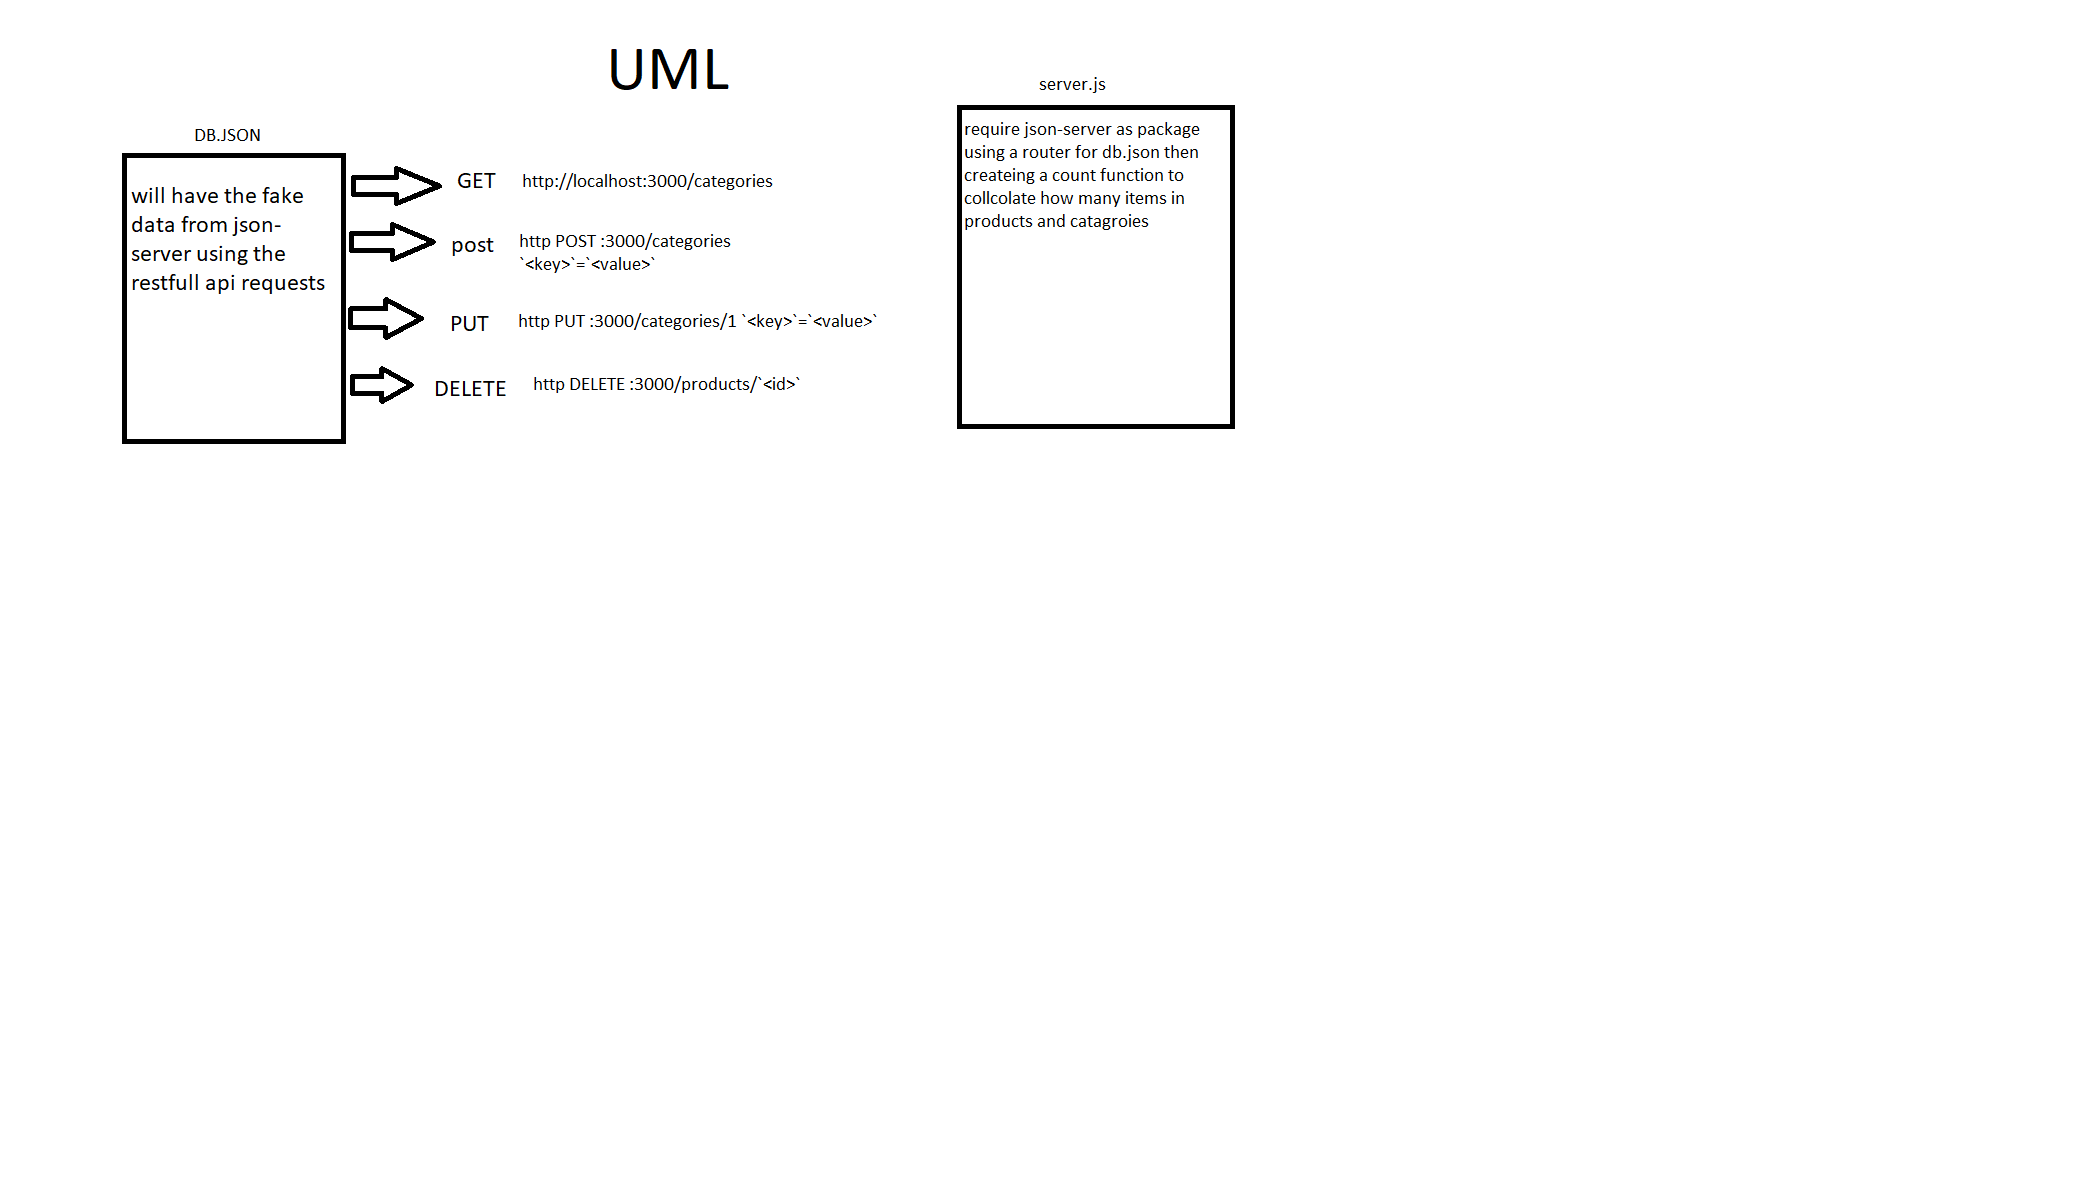 UML
DB.JSON
will have the fake
data from json-
server using the
restfull api requests
GET http://localhost:3000/categories
post http POST :3000/categories
`<key>`=`<value>`
PUT http PUT :3000/categories/1 `<key>`=`<value>`
DELETE http DELETE :3000/products/`<id>`
server.js
require json-server as package
using a router for db.json then
createing a count function to
collcolate how many items in
products and catagroies